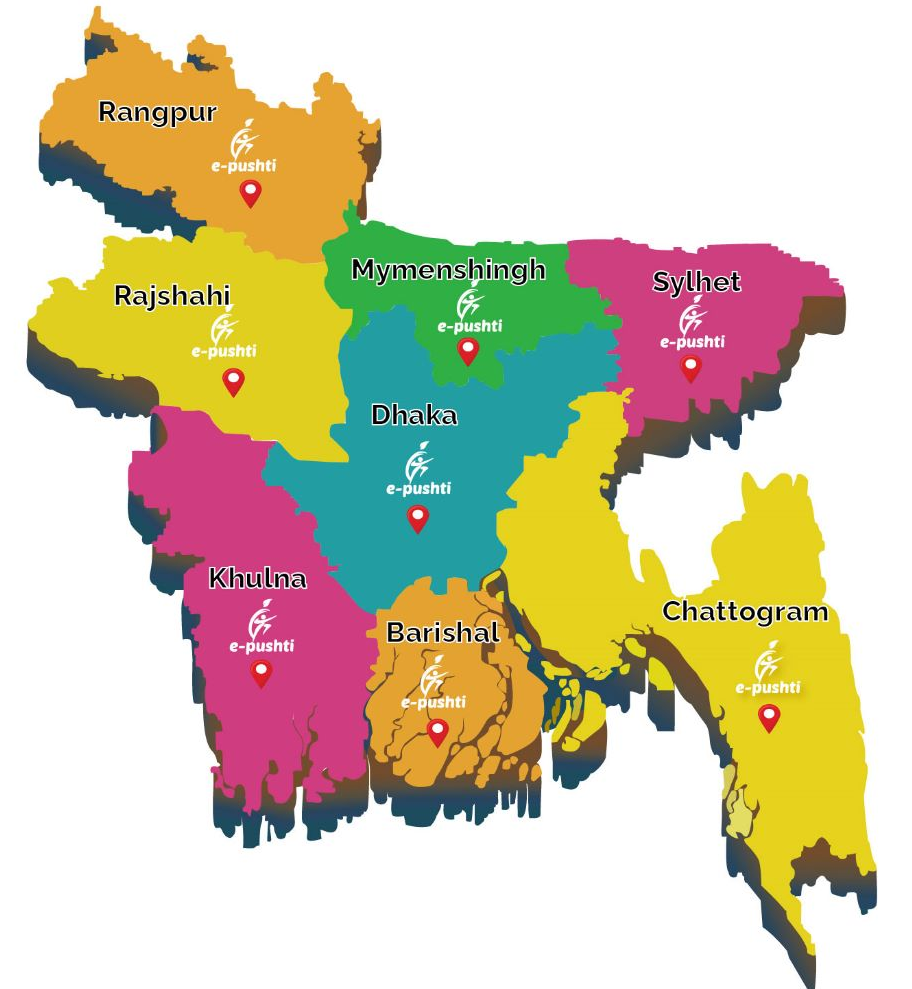 Rangpur
e-pushti
Mymenshingh
e-pushti
Sylhet
e-pushti
Rajshahi
e-pushti
Dhaka
e-pushti
Khulna
e-pushti
Barishal
e-pushti
Chattogram
e-pushti